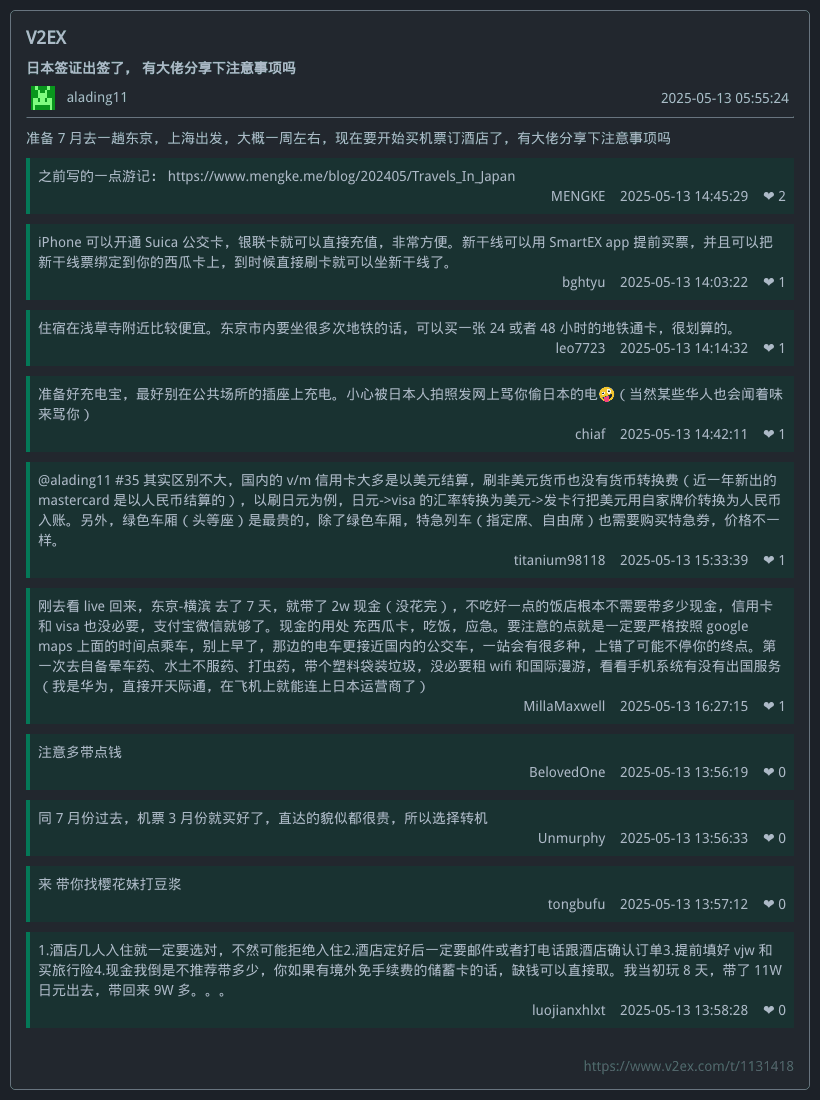 V2EX
日本签证出签了， 有大佬分享下注意事项吗
alading11
2025-05-13 05:55:24
准备 7 月去一趟东京，上海出发，大概一周左右，现在要开始买机票订酒店了，有大佬分享下注意事项吗
之前写的一点游记： https://www.mengke.me/blog/202405/Travels_In_Japan
MENGKE 2025-05-13 14:45:29 ❤ 2
iPhone 可以开通 Suica 公交卡，银联卡就可以直接充值，非常方便。新干线可以用 SmartEX app 提前买票，并且可以把
新干线票绑定到你的西瓜卡上，到时候直接刷卡就可以坐新干线了。
bghtyu 2025-05-13 14:03:22 ❤ 1
住宿在浅草寺附近比较便宜。东京市内要坐很多次地铁的话，可以买一张 24 或者 48 小时的地铁通卡，很划算的。
leo7723 2025-05-13 14:14:32 ❤ 1
准备好充电宝，最好别在公共场所的插座上充电。小心被日本人拍照发网上骂你偷日本的电🤪（当然某些华人也会闻着味
来骂你）
chiaf 2025-05-13 14:42:11 ❤ 1
@alading11 #35 其实区别不大，国内的 v/m 信用卡大多是以美元结算，刷非美元货币也没有货币转换费（近一年新出的
mastercard 是以人民币结算的），以刷日元为例，日元->visa 的汇率转换为美元->发卡行把美元用自家牌价转换为人民币
入账。另外，绿色车厢（头等座）是最贵的，除了绿色车厢，特急列车（指定席、自由席）也需要购买特急券，价格不一
样。
titanium98118 2025-05-13 15:33:39 ❤ 1
刚去看 live 回来，东京-横滨 去了 7 天，就带了 2w 现金（没花完），不吃好一点的饭店根本不需要带多少现金，信用卡
和 visa 也没必要，支付宝微信就够了。现金的用处 充西瓜卡，吃饭，应急。要注意的点就是一定要严格按照 google
maps 上面的时间点乘车，别上早了，那边的电车更接近国内的公交车，一站会有很多种，上错了可能不停你的终点。第
一次去自备晕车药、水土不服药、打虫药，带个塑料袋装垃圾，没必要租 wifi 和国际漫游，看看手机系统有没有出国服务
（我是华为，直接开天际通，在飞机上就能连上日本运营商了）
MillaMaxwell 2025-05-13 16:27:15 ❤ 1
注意多带点钱
BelovedOne 2025-05-13 13:56:19 ❤ 0
同 7 月份过去，机票 3 月份就买好了，直达的貌似都很贵，所以选择转机
Unmurphy 2025-05-13 13:56:33 ❤ 0
来 带你找樱花妹打豆浆
tongbufu 2025-05-13 13:57:12 ❤ 0
1.酒店几人入住就一定要选对，不然可能拒绝入住2.酒店定好后一定要邮件或者打电话跟酒店确认订单3.提前填好 vjw 和
买旅行险4.现金我倒是不推荐带多少，你如果有境外免手续费的储蓄卡的话，缺钱可以直接取。我当初玩 8 天，带了 11W
日元出去，带回来 9W 多。。。
luojianxhlxt 2025-05-13 13:58:28 ❤ 0
https://www.v2ex.com/t/1131418